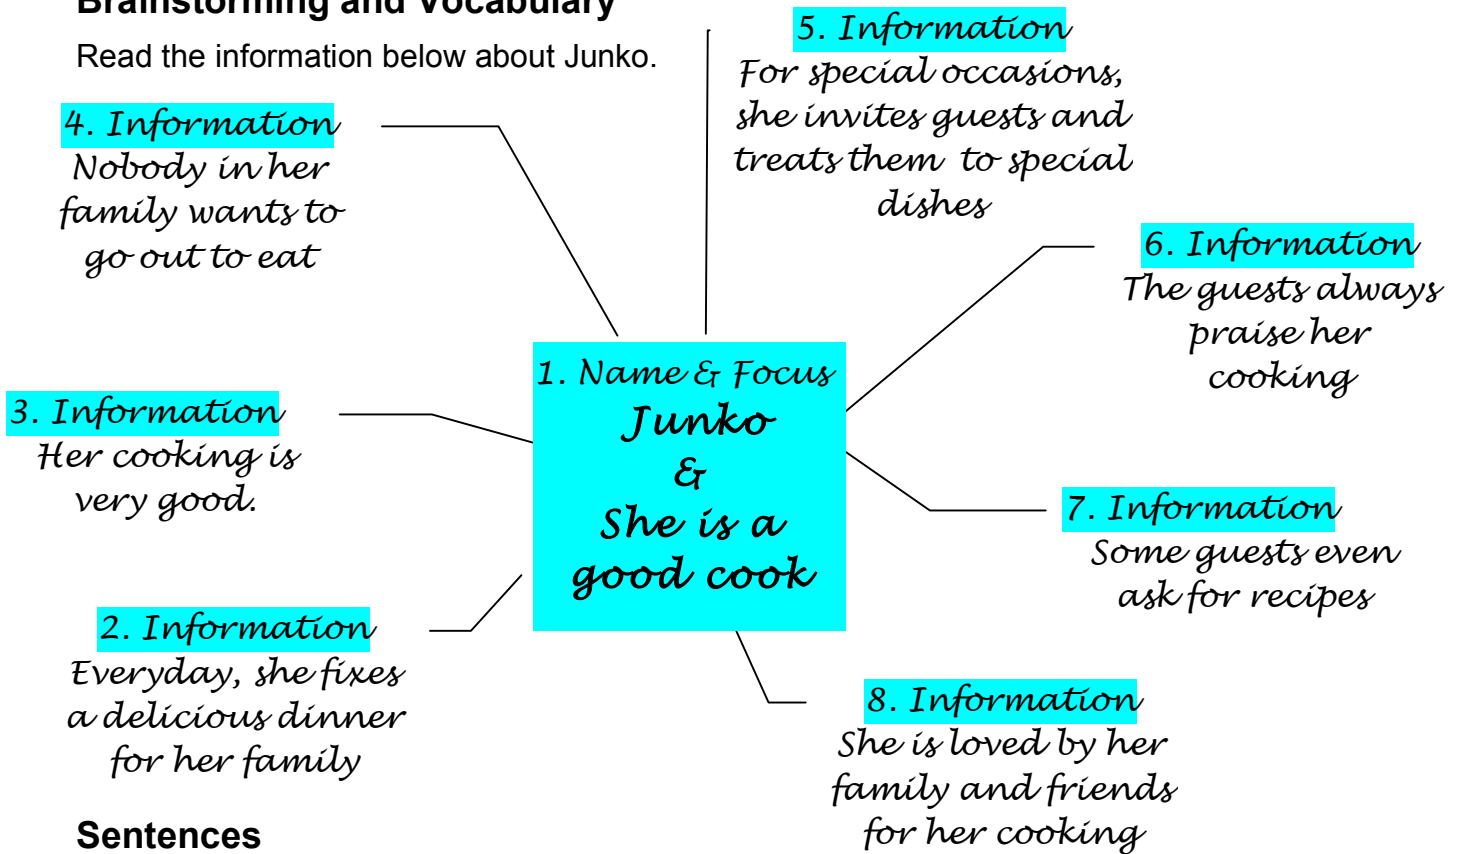 Brainstorming and Vocabulary
Read the information below about Junko.
5. Information
For special occasions,
she invites guests and
treats them to special
dishes
4. Information
Nobody in her
family wants to
go out to eat
6. Information
The guests always
praise her
cooking
1. Name & Focus
Junko
&
She is a
good cook
3. Information
Her cooking is
very good.
7. Information
Some guests even
ask for recipes
2. Information
Everyday, she fixes
a delicious dinner
for her family
8. Information
She is loved by her
family and friends
for her cooking
Sentences